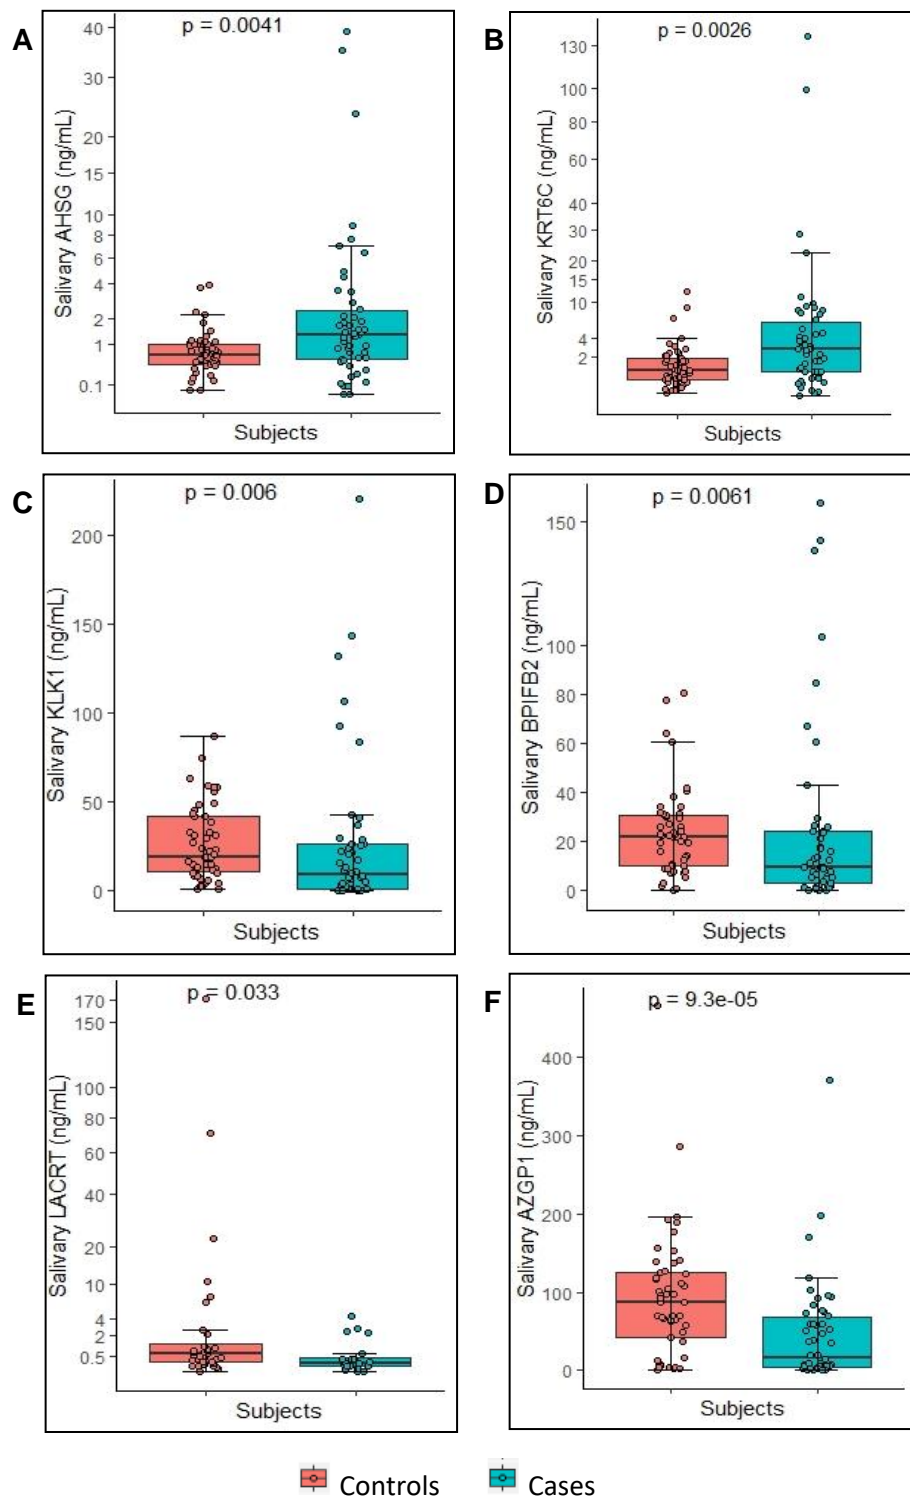 A
p = 0.0041
Salivary AHSG (ng/mL)
40
30
20
15
10
8
6
4
2
1
0.1
Subjects
B
p = 0.0026
Salivary KRT6C (ng/mL)
130
100
80
60
40
30
20
15
10
4
2
Subjects
C
p = 0.006
Salivary KLK1 (ng/mL)
200
150
100
50
0
Subjects
D
p = 0.0061
Salivary BPIFB2 (ng/mL)
150
100
80
60
40
20
0
Subjects
E
p = 0.033
Salivary LACRT (ng/mL)
170
150
100
80
60
40
20
10
4
2
0.5
Subjects
F
p = 9.3e-05
Salivary AZGP1 (ng/mL)
400
300
200
100
0
Subjects
Controls Cases